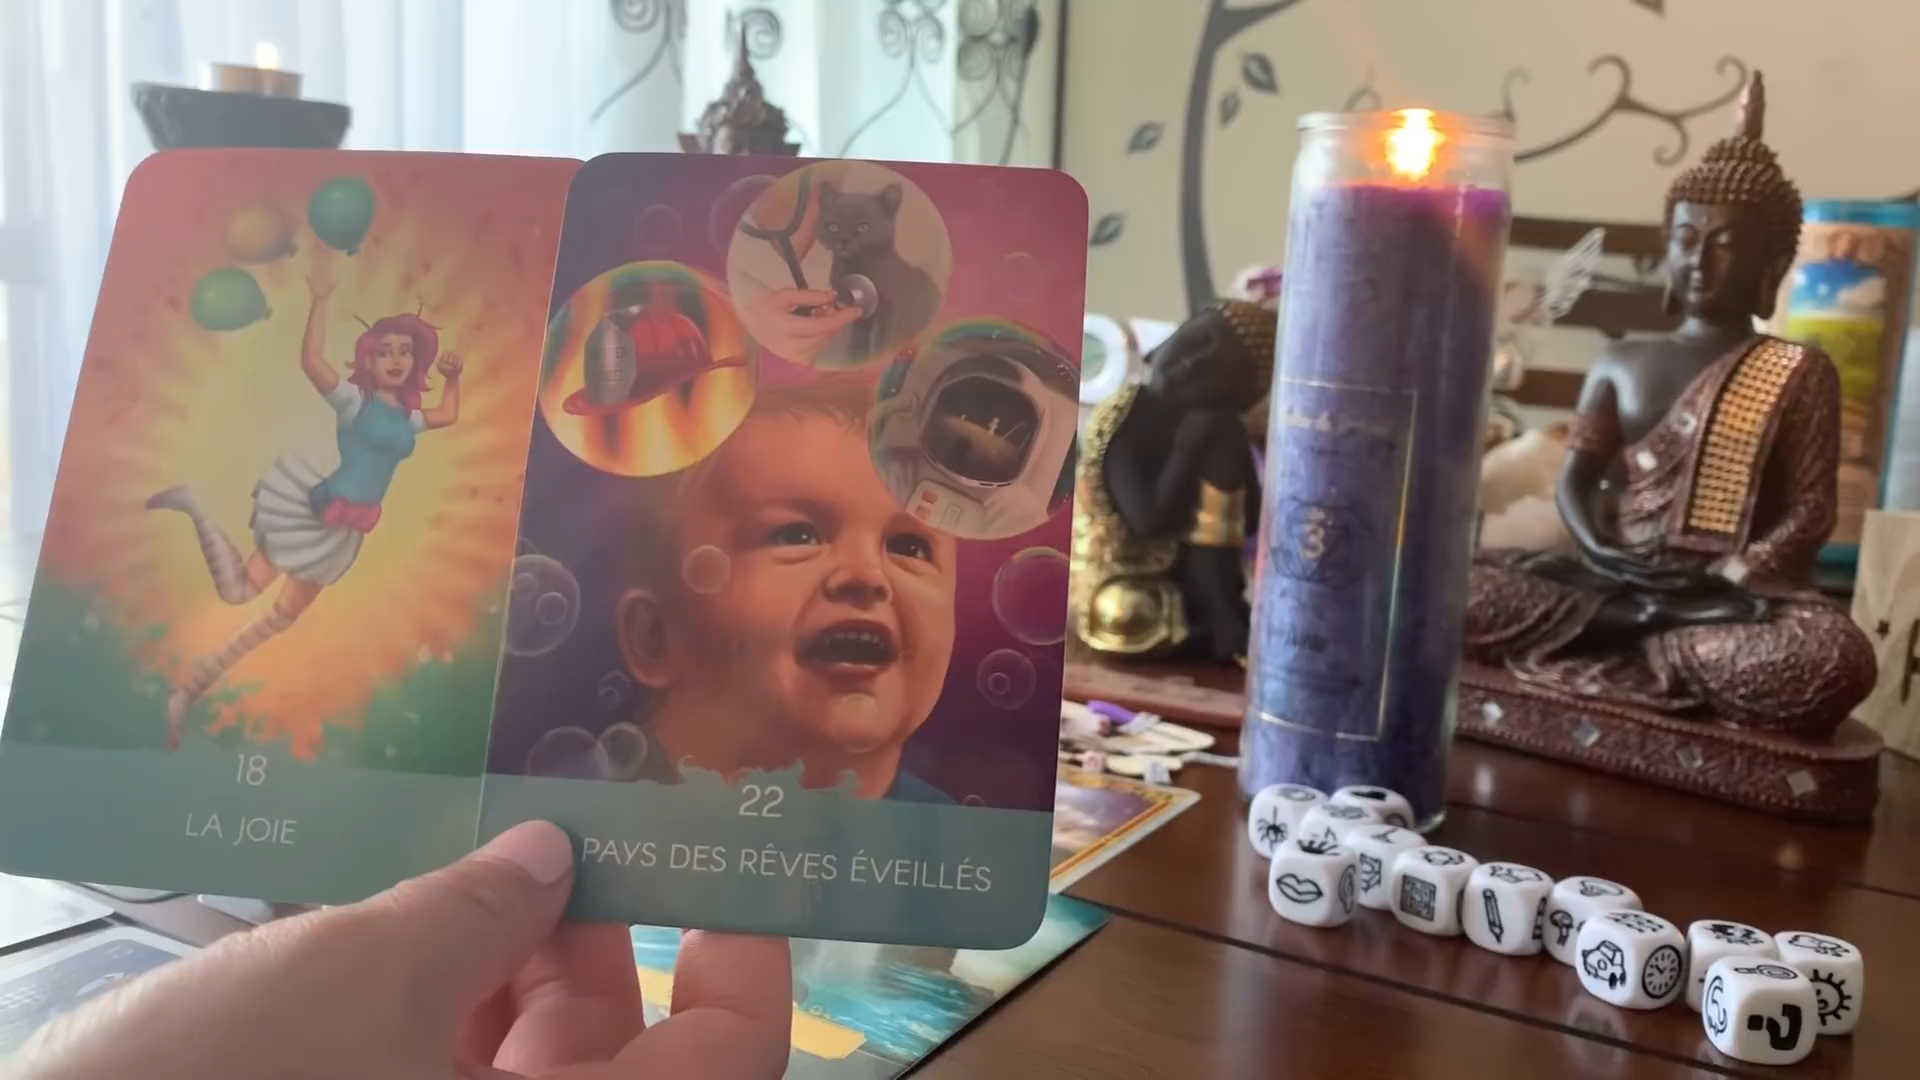 18
LA JOIE
22
PAYS DES RÊVES ÉVEILLÉS